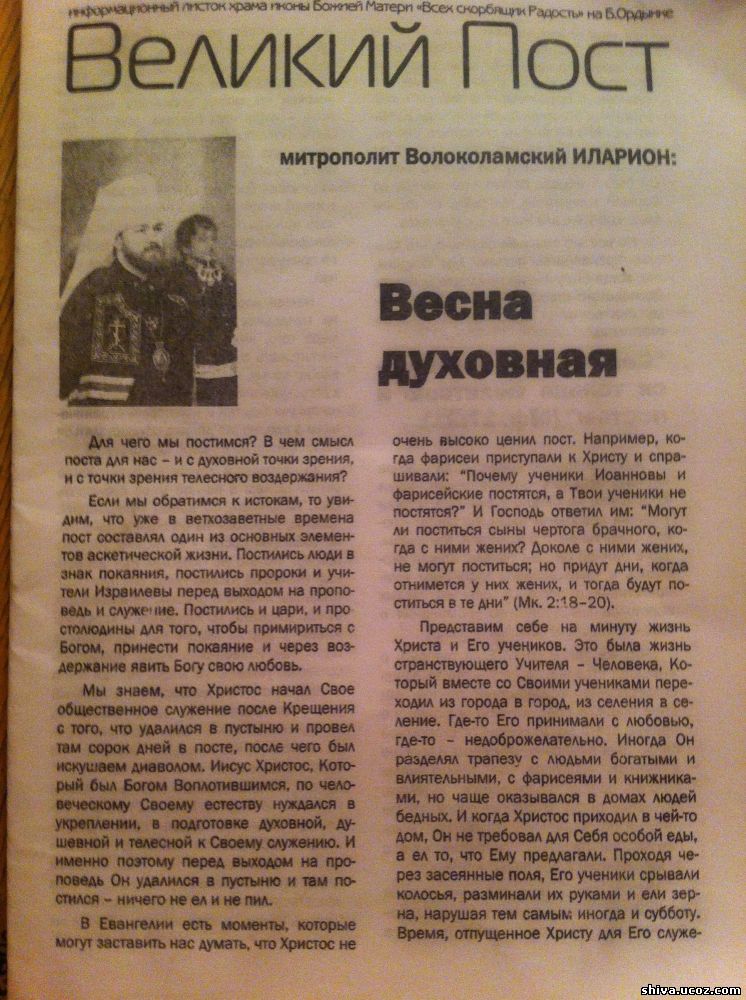 информационный листок храма иконы Божией Матери «Всех скорбящих Радость» на Б.Ордынке
Великий Пост
митрополит Волоколамский ИЛАРИОН:
Весна
духовная
Для чего мы постимся? В чем смысл
поста для нас – и с духовной точки зрения,
и с точки зрения телесного воздержания?
Если мы обратимся к истокам, то уви-
дим, что уже в ветхозаветные времена
пост составлял один из основных элемен-
тов аскетической жизни. Постились люди в
знак покаяния, постились пророки и учи-
тели Израилевы перед выходом на пропо-
ведь и служение. Постились и цари, и про-
столюдины для того, чтобы примириться с
Богом, принести покаяние и через воз-
держание явить Богу свою любовь.
Мы знаем, что Христос начал Свое
общественное служение после Крещения
с того, что удалился в пустыню и провел
там сорок дней в посте, после чего был
искушаем диаволом. Иисус Христос, Кото-
рый был Богом Воплотившимся, по чело-
веческому Своему естеству нуждался в
укреплении, в подготовке духовной, ду-
шевной и телесной к Своему служению. И
именно поэтому перед выходом на про-
поведь Он удалился в пустыню и там по-
стился – ничего не ел и не пил.
В Евангелии есть моменты, которые
могут заставить нас думать, что Христос не
очень высоко ценил пост. Например, ко-
гда фарисеи приступали к Христу и спра-
шивали: "Почему ученики Иоанновы и
фарисейские постятся, а Твои ученики не
постятся?" И Господь ответил им: "Могут
ли поститься сыны чертога брачного, ко-
гда с ними жених? Доколе с ними жених,
не могут поститься; но придут дни, когда
отнимется у них жених, и тогда будут по-
ститься в те дни" (Мк. 2:18–20).
Представим себе на минуту жизнь
Христа и Его учеников. Это была жизнь
странствующего Учителя – Человека, Ко-
торый вместе со Своими учениками пере-
ходил из города в город, из селения в се-
ление. Где-то Его принимали с любовью,
где-то – недоброжелательно. Иногда Он
разделял трапезу с людьми богатыми и
влиятельными, с фарисеями и книжника-
ми, но чаще оказывался в домах людей
бедных. И когда Христос приходил в чей-то
дом, Он не требовал для Себя особой еды,
а ел то, что Ему предлагали. Проходя че-
рез засеянные поля, Его ученики срывали
колосья, разминали их руками и ели зер-
на, нарушая тем самым иногда и субботу.
Время, отпущенное Христу для Его служе-
shiva.ucoz.com